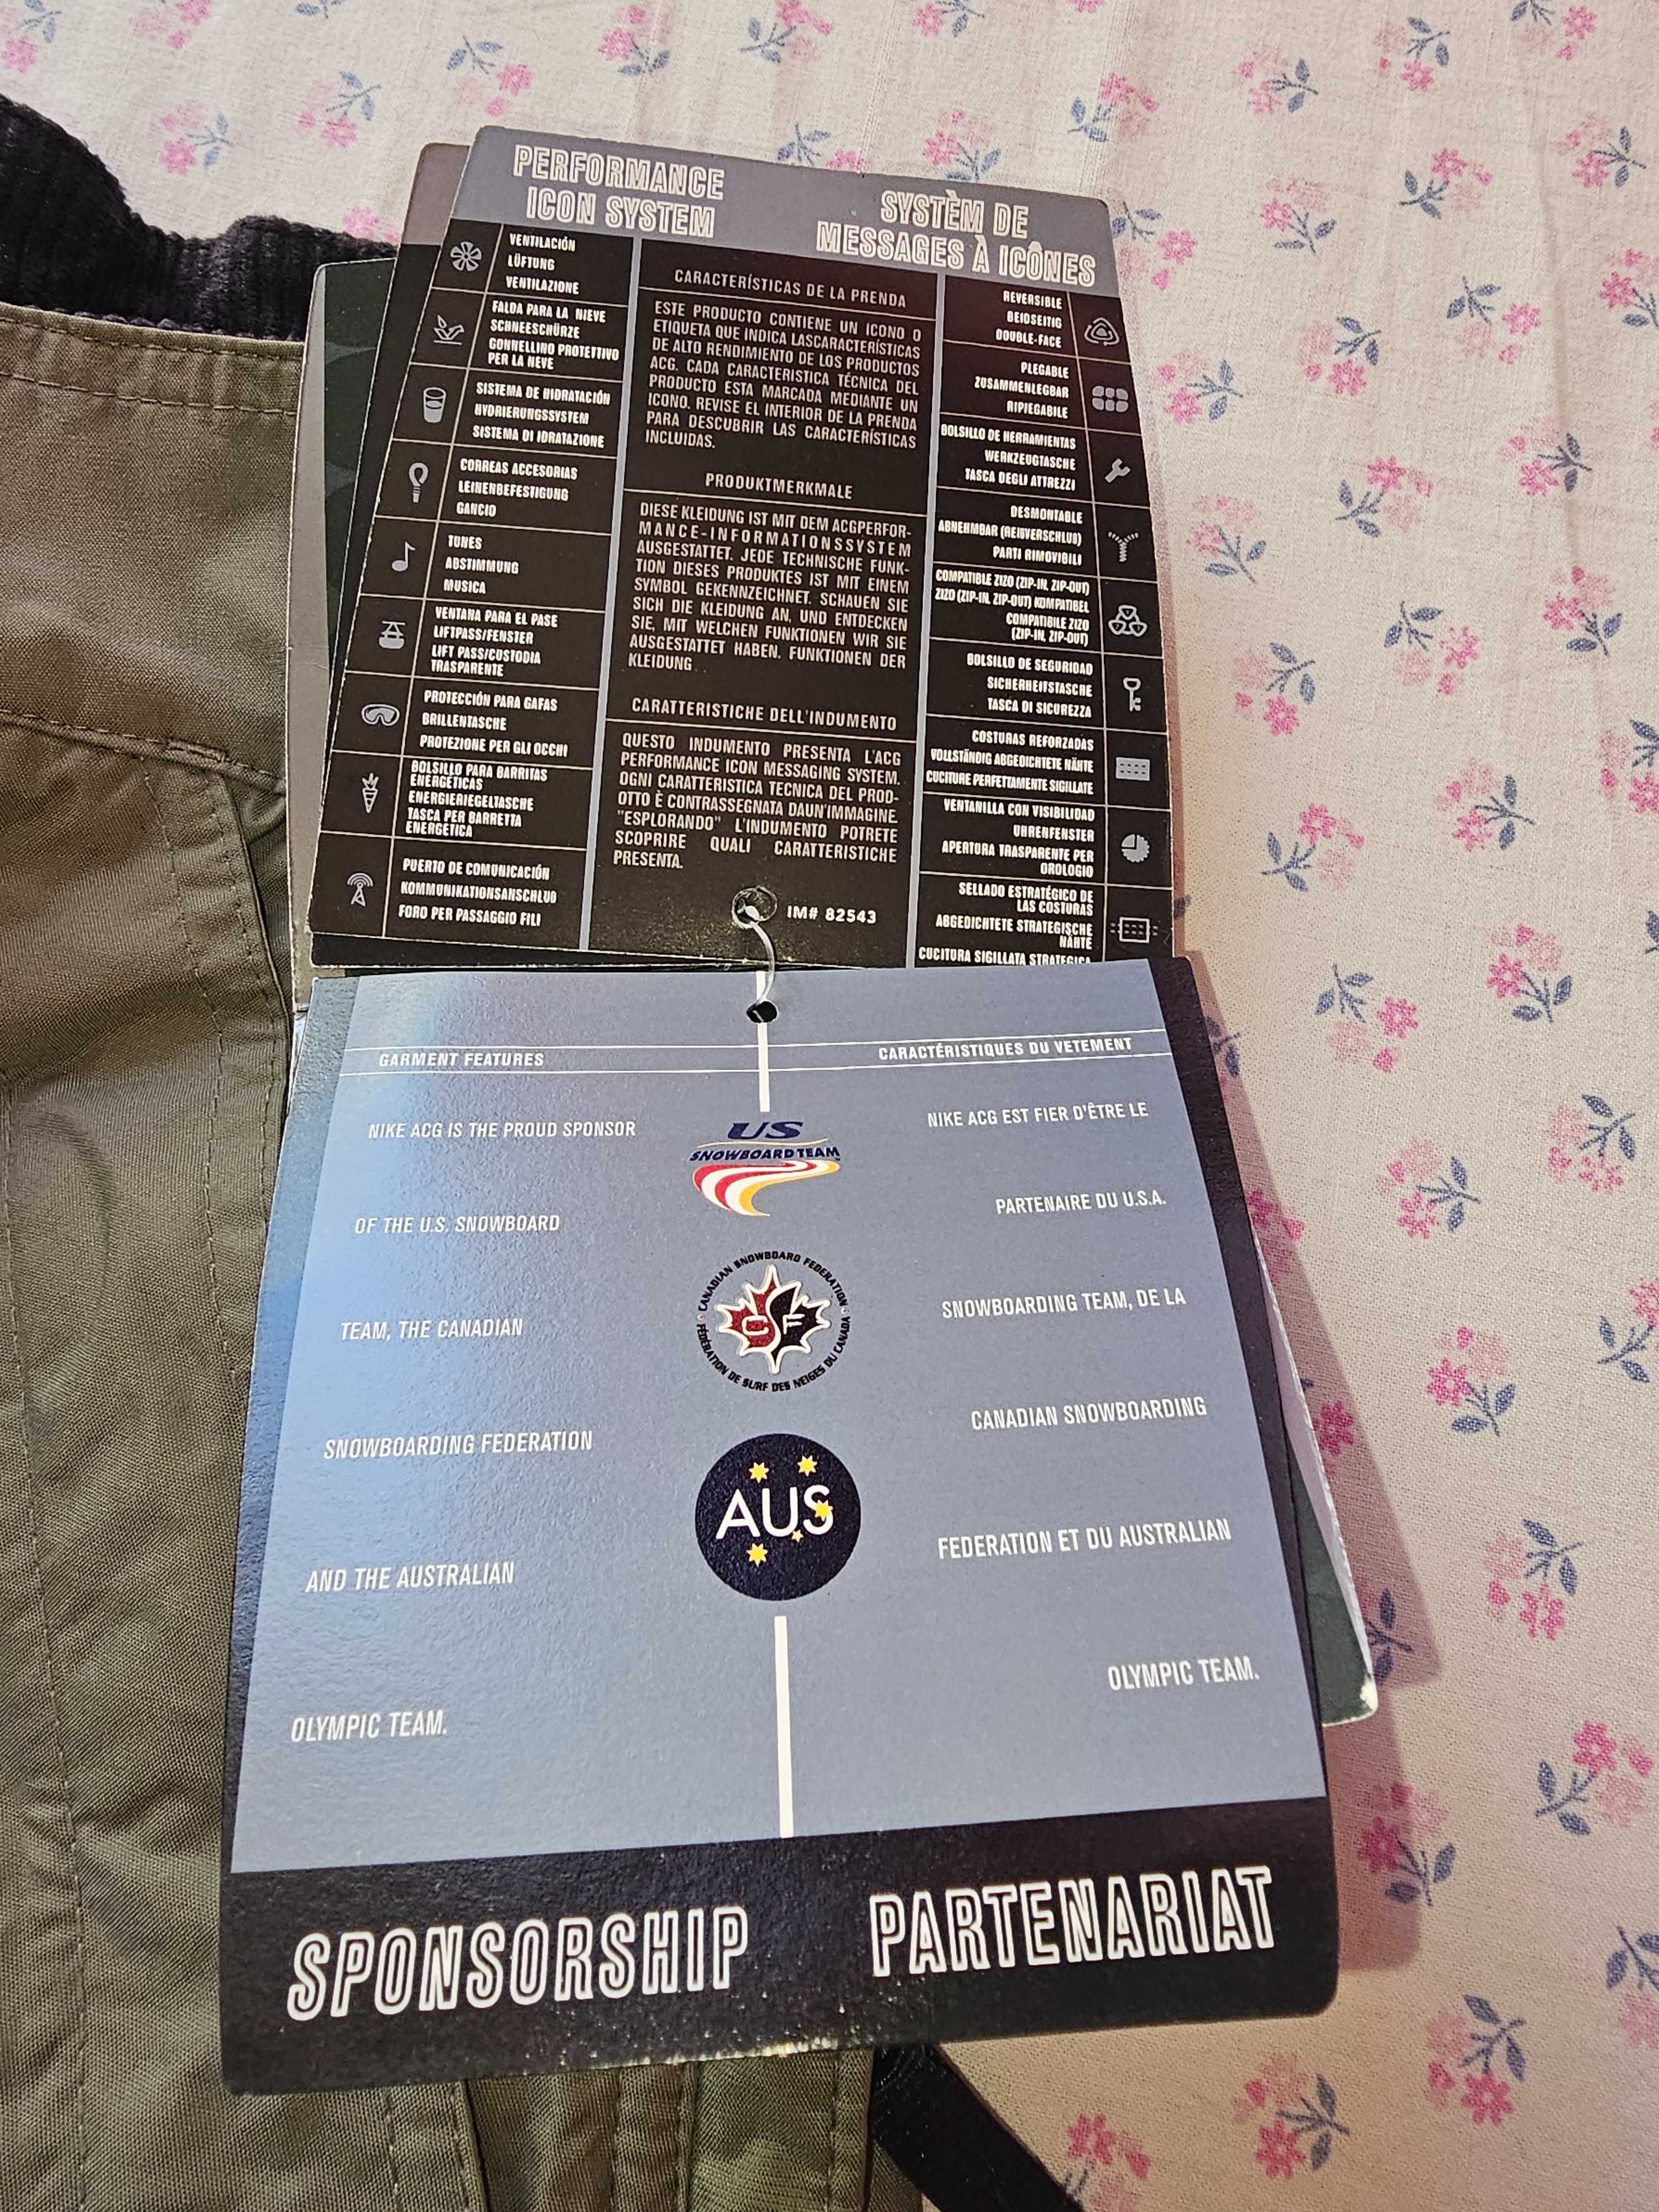 PERFORMANCE
ICON SYSTEM
SYSTÈM DE
MESSAGES À ICÔNES
VENTILACIÓN
LÜFTUNG
VENTILAZIONE
FALDA PARA LA NIEVE
SCHNEESCHÜRZE
GONNELLINO PROTETTIVO
PER LA NEVE
SISTEMA DE HIDRATACIÓN
HYDRIERUNGSSYSTEM
SISTEMA DI IDRATAZIONE
CORREAS ACCESORIAS
LEINENBEFESTIGUNG
GANCIO
TUNES
ABSTIMMUNG
MUSICA
VENTANA PARA EL PASE
LIFTPASS/FENSTER
LIFT PASS/CUSTODIA
TRASPARENTE
PROTECCIÓN PARA GAFAS
BRILLENTASCHE
PROTEZIONE PER GLI OCCHI
BOLSILLO PARA BARRITAS
ENERGÉTICAS
ENERGIERIEGELTASCHE
TASCA PER BARRETTA
ENERGÉTICA
PUERTO DE COMUNICACIÓN
KOMMUNIKATIONSANSCHLUß
FORO PER PASSAGGIO FILI
CARACTERÍSTICAS DE LA PRENDA
ESTE PRODUCTO CONTIENE UN ICONO O
ETIQUETA QUE INDICA LASCARACTERÍSTICAS
DE ALTO RENDIMIENTO DE LOS PRODUCTOS
ACG. CADA CARACTERISTICA TÉCNICA DEL
PRODUCTO ESTA MARCADA MEDIANTE UN
ICONO. REVISE EL INTERIOR DE LA PRENDA
PARA DESCUBRIR LAS CARACTERÍSTICAS
INCLUIDAS.
PRODUKTMERKMALE
DIESE KLEIDUNG IST MIT DEM ACGPERFOR-
MANCE-INFORMATIONSSYSTEM
AUSGESTATTET. JEDE TECHNISCHE FUNK-
TION DIESES PRODUKTES IST MIT EINEM
SYMBOL GEKENNZEICHNET. SCHAUEN SIE
SICH DIE KLEIDUNG AN, UND ENTDECKEN
SIE, MIT WELCHEN FUNKTIONEN WIR SIE
AUSGESTATTET HABEN. FUNKTIONEN DER
KLEIDUNG
CARATTERISTICHE DELL'INDUMENTO
QUESTO INDUMENTO PRESENTA L'ACG
PERFORMANCE ICON MESSAGING SYSTEM.
OGNI CARATTERISTICA TECNICA DEL PROD-
OTTO È CONTRASSEGNATA DAUN'IMMAGINE.
"ESPLORANDO" L'INDUMENTO POTRETE
SCOPRIRE QUALI CARATTERISTICHE
PRESENTA.
IM# 82543
REVERSIBLE
BEIDSEITIG
DOUBLE-FACE
PLEGABLE
ZUSAMMENLEGBAR
RIPIEGABILE
BOLSILLO DE HERRAMIENTAS
WERKZEUGTASCHE
TASCA DEGLI ATTREZZI
DESMONTABLE
ABNEHMBAR (REIßVERSCHLUß)
PARTI RIMOVIBILI
COMPATIBLE ZIZO (ZIP-IN, ZIP-OUT)
ZIZO (ZIP-IN, ZIP-OUT) KOMPATIBEL
COMPATIBILE ZIZO
(ZIP-IN, ZIP-OUT)
BOLSILLO DE SEGURIDAD
SICHERHEITSTASCHE
TASCA DI SICUREZZA
COSTURAS REFORZADAS
VOLLSTÄNDIG ABGEDICHTETE NÄHTE
CUCITURE PERFETTAMENTE SIGILLATE
VENTANILLA CON VISIBILIDAD
UHRENFENSTER
APERTURA TRASPARENTE PER
OROLOGIO
SELLADO ESTRATÉGICO DE
LAS COSTURAS
ABGEDICHTETE STRATEGISCHE
NÄHTE
CUCITURA SIGILLATA STRATEGICA
GARMENT FEATURES
CARACTÉRISTIQUES DU VETEMENT
NIKE ACG IS THE PROUD SPONSOR
OF THE U.S. SNOWBOARD
TEAM, THE CANADIAN
SNOWBOARDING FEDERATION
AND THE AUSTRALIAN
OLYMPIC TEAM.
US
SNOWBOARD TEAM
CANADIAN SNOWBOARD FEDERATION
CSF
FÉDÉRATION DE SURF DES NEIGES DU CANADA
AUS
NIKE ACG EST FIER D'ÊTRE LE
PARTENAIRE DU U.S.A.
SNOWBOARDING TEAM, DE LA
CANADIAN SNOWBOARDING
FEDERATION ET DU AUSTRALIAN
OLYMPIC TEAM.
SPONSORSHIP
PARTENARIAT